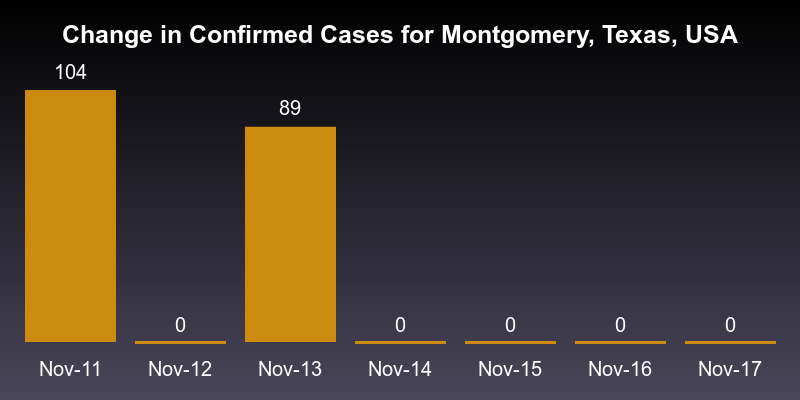 Change in Confirmed Cases for Montgomery, Texas, USA
104
89
0
0
0
0
0
Nov-11
Nov-12
Nov-13
Nov-14
Nov-15
Nov-16
Nov-17